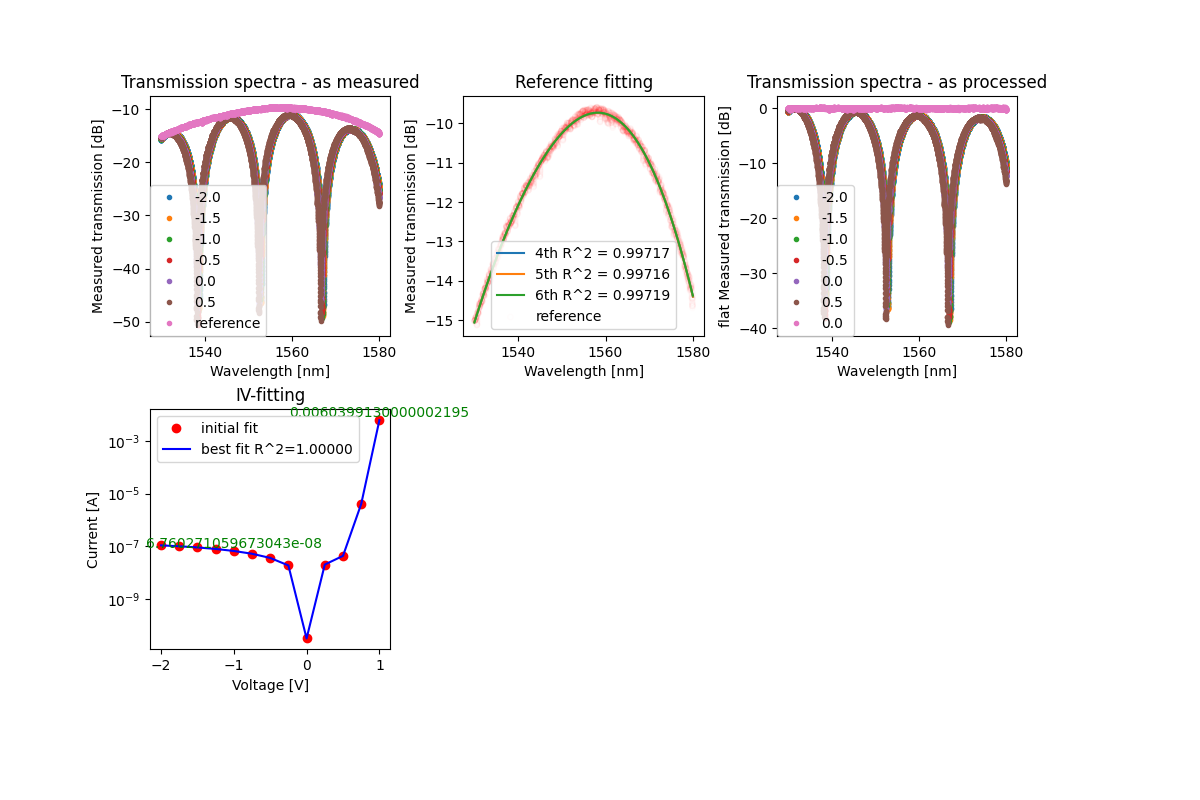 Transmission spectra - as measured
Measured transmission [dB]
−10
−20
−30
−40
−50
-2.0
-1.5
-1.0
-0.5
0.0
0.5
reference
1540
1560
1580
Wavelength [nm]
Reference fitting
Measured transmission [dB]
−10
−11
−12
−13
−14
−15
4th R^2 = 0.99717
5th R^2 = 0.99716
6th R^2 = 0.99719
reference
1540
1560
1580
Wavelength [nm]
Transmission spectra - as processed
flat Measured transmission [dB]
0
−10
−20
−30
−40
-2.0
-1.5
-1.0
-0.5
0.0
0.5
0.0
1540
1560
1580
Wavelength [nm]
IV-fitting
0.0060399130000002195
initial fit
best fit R^2=1.00000
Current [A]
10−3
10−5
10−7
10−9
6.760271059673043e-08
−2
−1
0
1
Voltage [V]